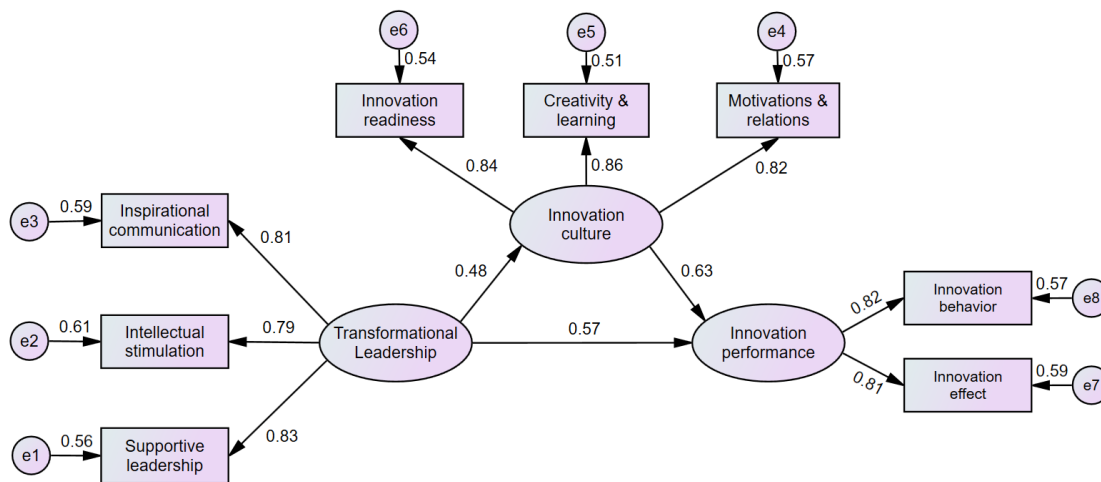 e6
e5
e4
0.54
0.51
0.57
Innovation
readiness
Creativity &
learning
Motivations &
relations
0.84
0.86
0.82
e3
0.59
Inspirational
communication
0.81
Innovation
culture
0.48
0.63
e2
0.61
Intellectual
stimulation
0.79
Transformational
Leadership
0.57
Innovation
performance
0.82
Innovation
behavior
0.57
e8
0.81
Innovation
effect
0.59
e7
e1
0.56
Supportive
leadership
0.83